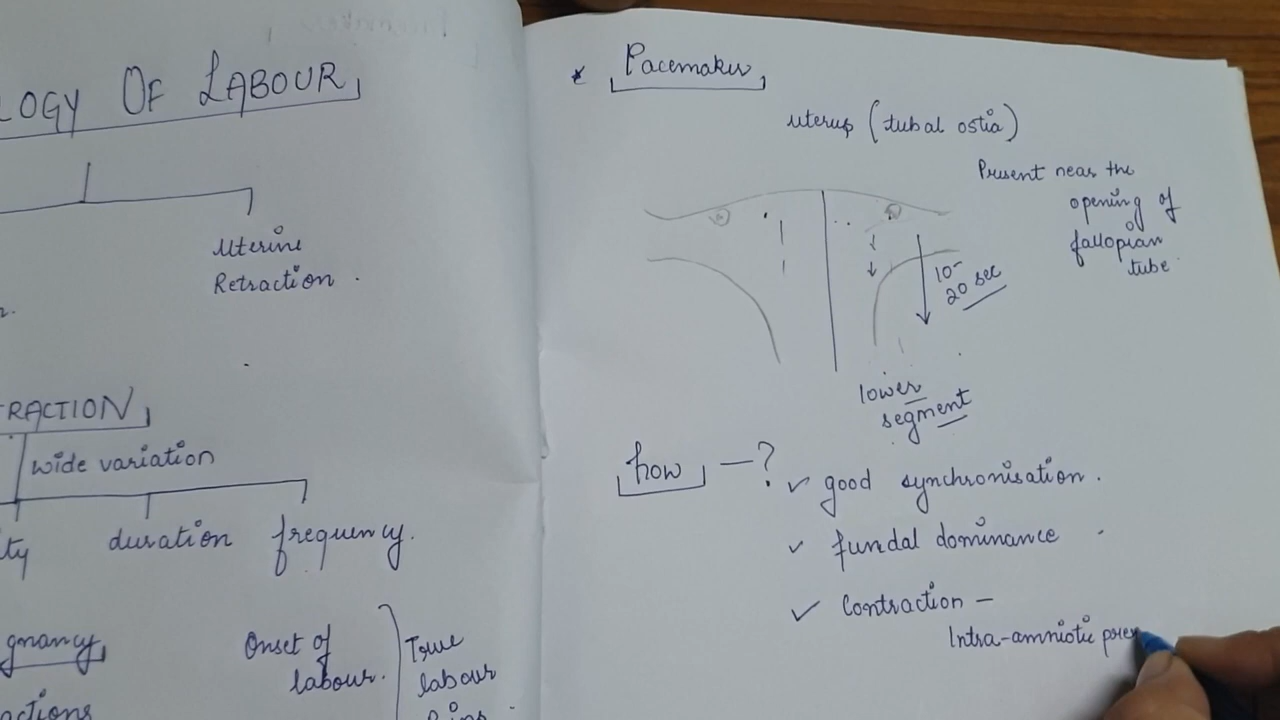 LOGY OF LABOUR
Uterine
Retraction.
RACTION
wide variation
ty
duration
frequency.
gnancy
Onset of
labour.
True
labour
pains.
actions
* Pacemaker
uterus (tubal ostia)
Present near the
opening of
fallopian
tube.
10-
20 sec
lower
segment
how —?
✓ good synchronisation.
✓ fundal dominance.
✓ Contraction —
Intra-amniotic pres